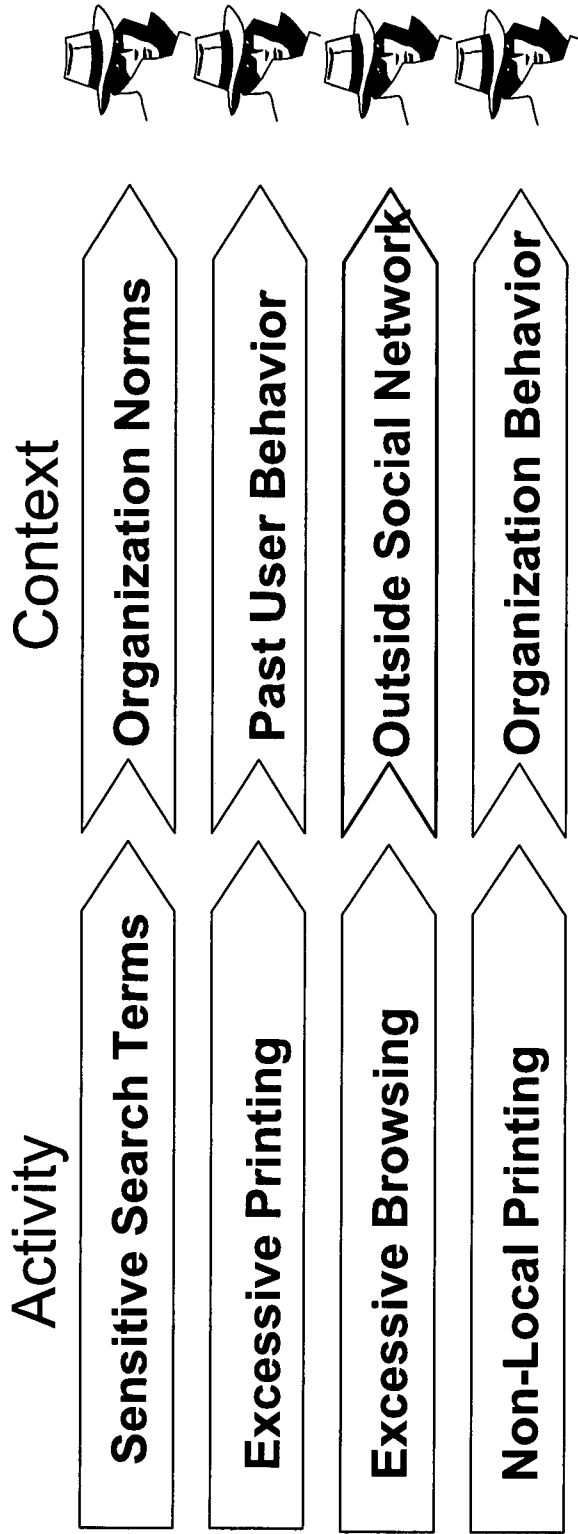 Activity
Context
Sensitive Search Terms
Organization Norms
Excessive Printing
Past User Behavior
Excessive Browsing
Outside Social Network
Non-Local Printing
Organization Behavior